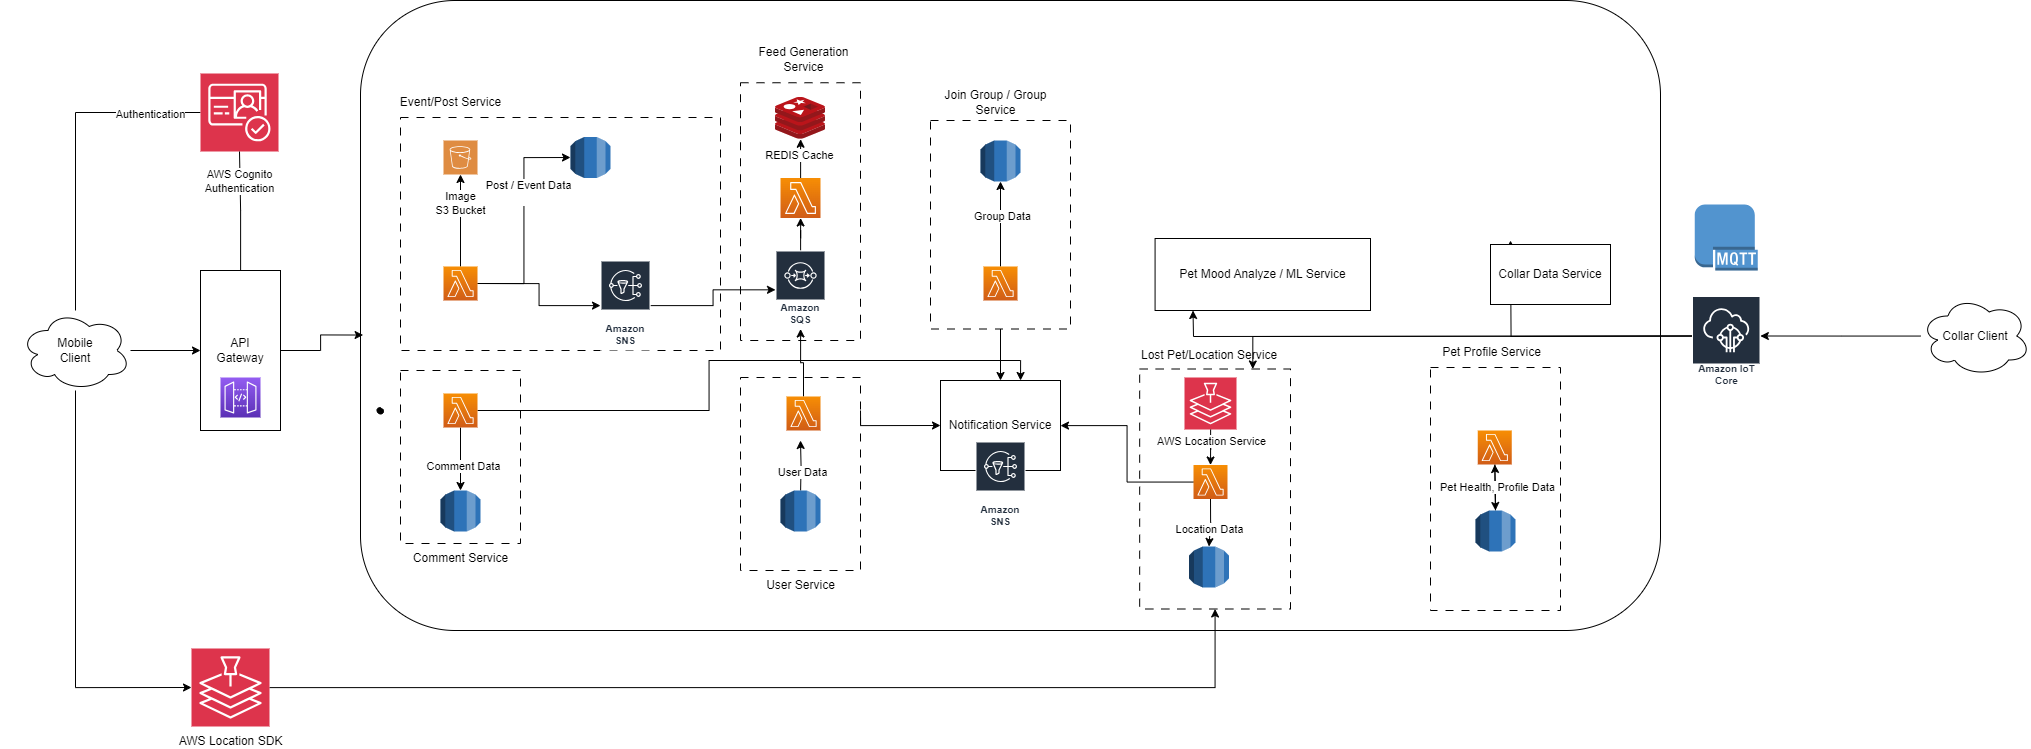 Feed Generation
Service
Event/Post Service
Join Group / Group
Service
Authentication
REDIS Cache
AWS Cognito
Authentication
Post / Event Data
Image
S3 Bucket
Group Data
MQTT
Pet Mood Analyze / ML Service
Collar Data Service
Amazon
SQS
Amazon
SNS
Mobile
Client
API
Gateway
Collar Client
Lost Pet/Location Service
Pet Profile Service
Amazon IoT
Core
Notification Service
AWS Location Service
Comment Data
User Data
Pet Health, Profile Data
Amazon
SNS
Location Data
Comment Service
User Service
AWS Location SDK